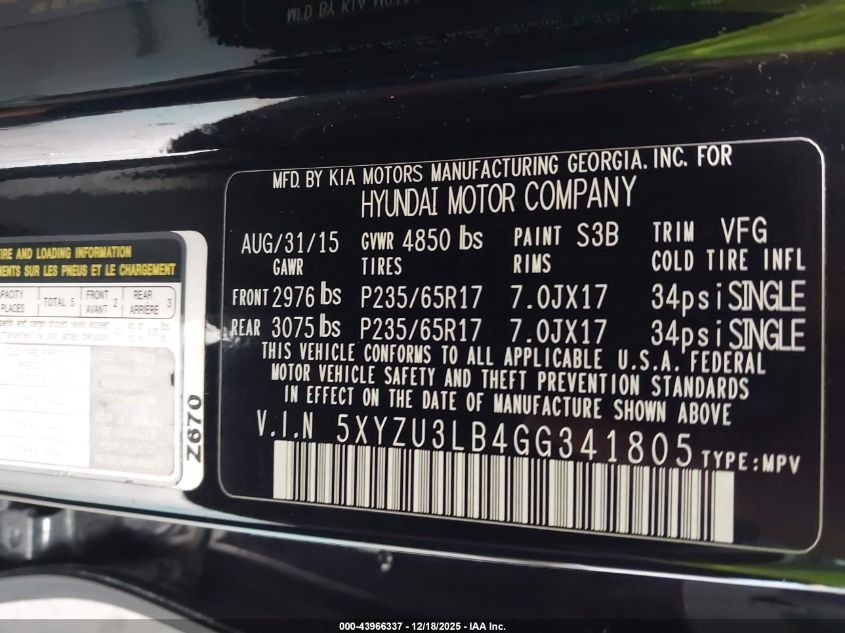 MFD. BY KIA MOTORS MANUFACTURING GEORGIA. INC. FOR
HYUNDAI MOTOR COMPANY
AUG/31/15 GVWR 4850 lbs PAINT S3B TRIM VFG
GAWR TIRES RIMS COLD TIRE INFL
FRONT 2976 lbs P235/65R17 7.0JX17 34psi SINGLE
REAR 3075 lbs P235/65R17 7.0JX17 34psi SINGLE
THIS VEHICLE CONFORMS TO ALL APPLICABLE U.S.A. FEDERAL
MOTOR VEHICLE SAFETY AND THEFT PREVENTION STANDARDS
IN EFFECT ON THE DATE OF MANUFACTURE SHOWN ABOVE
V.I.N 5XYZU3LB4GG341805 TYPE:MPV
TIRE AND LOADING INFORMATION
SUR LES PNEUS ET LE CHARGEMENT
TOTAL 5 FRONT AVANT 2 REAR ARRIÈRE 3
PLACES
Z670
000-43966337 - 12/18/2025 - IAA Inc.